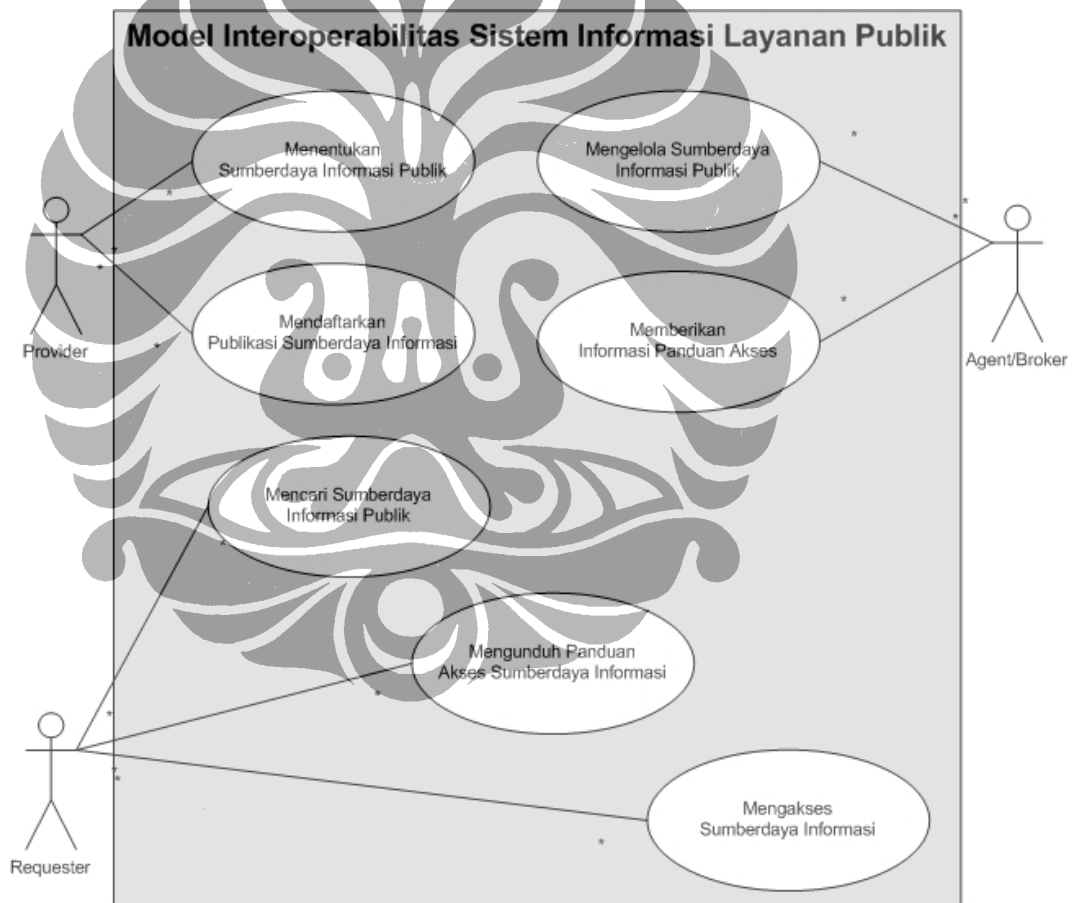 Model Interoperabilitas Sistem Informasi Layanan Publik
Menentukan
Sumberdaya Informasi Publik
Mengelola Sumberdaya
Informasi Publik
*
*
*
*
*
*
Provider
Mendaftarkan
Publikasi Sumberdaya Informasi
*
*
Memberikan
Informasi Panduan Akses
Agent/Broker
Mencari Sumberdaya
Informasi Publik
*
Mengunduh Panduan
Akses Sumberdaya Informasi
*
*
*
*
Requester
Mengakses
Sumberdaya Informasi
*